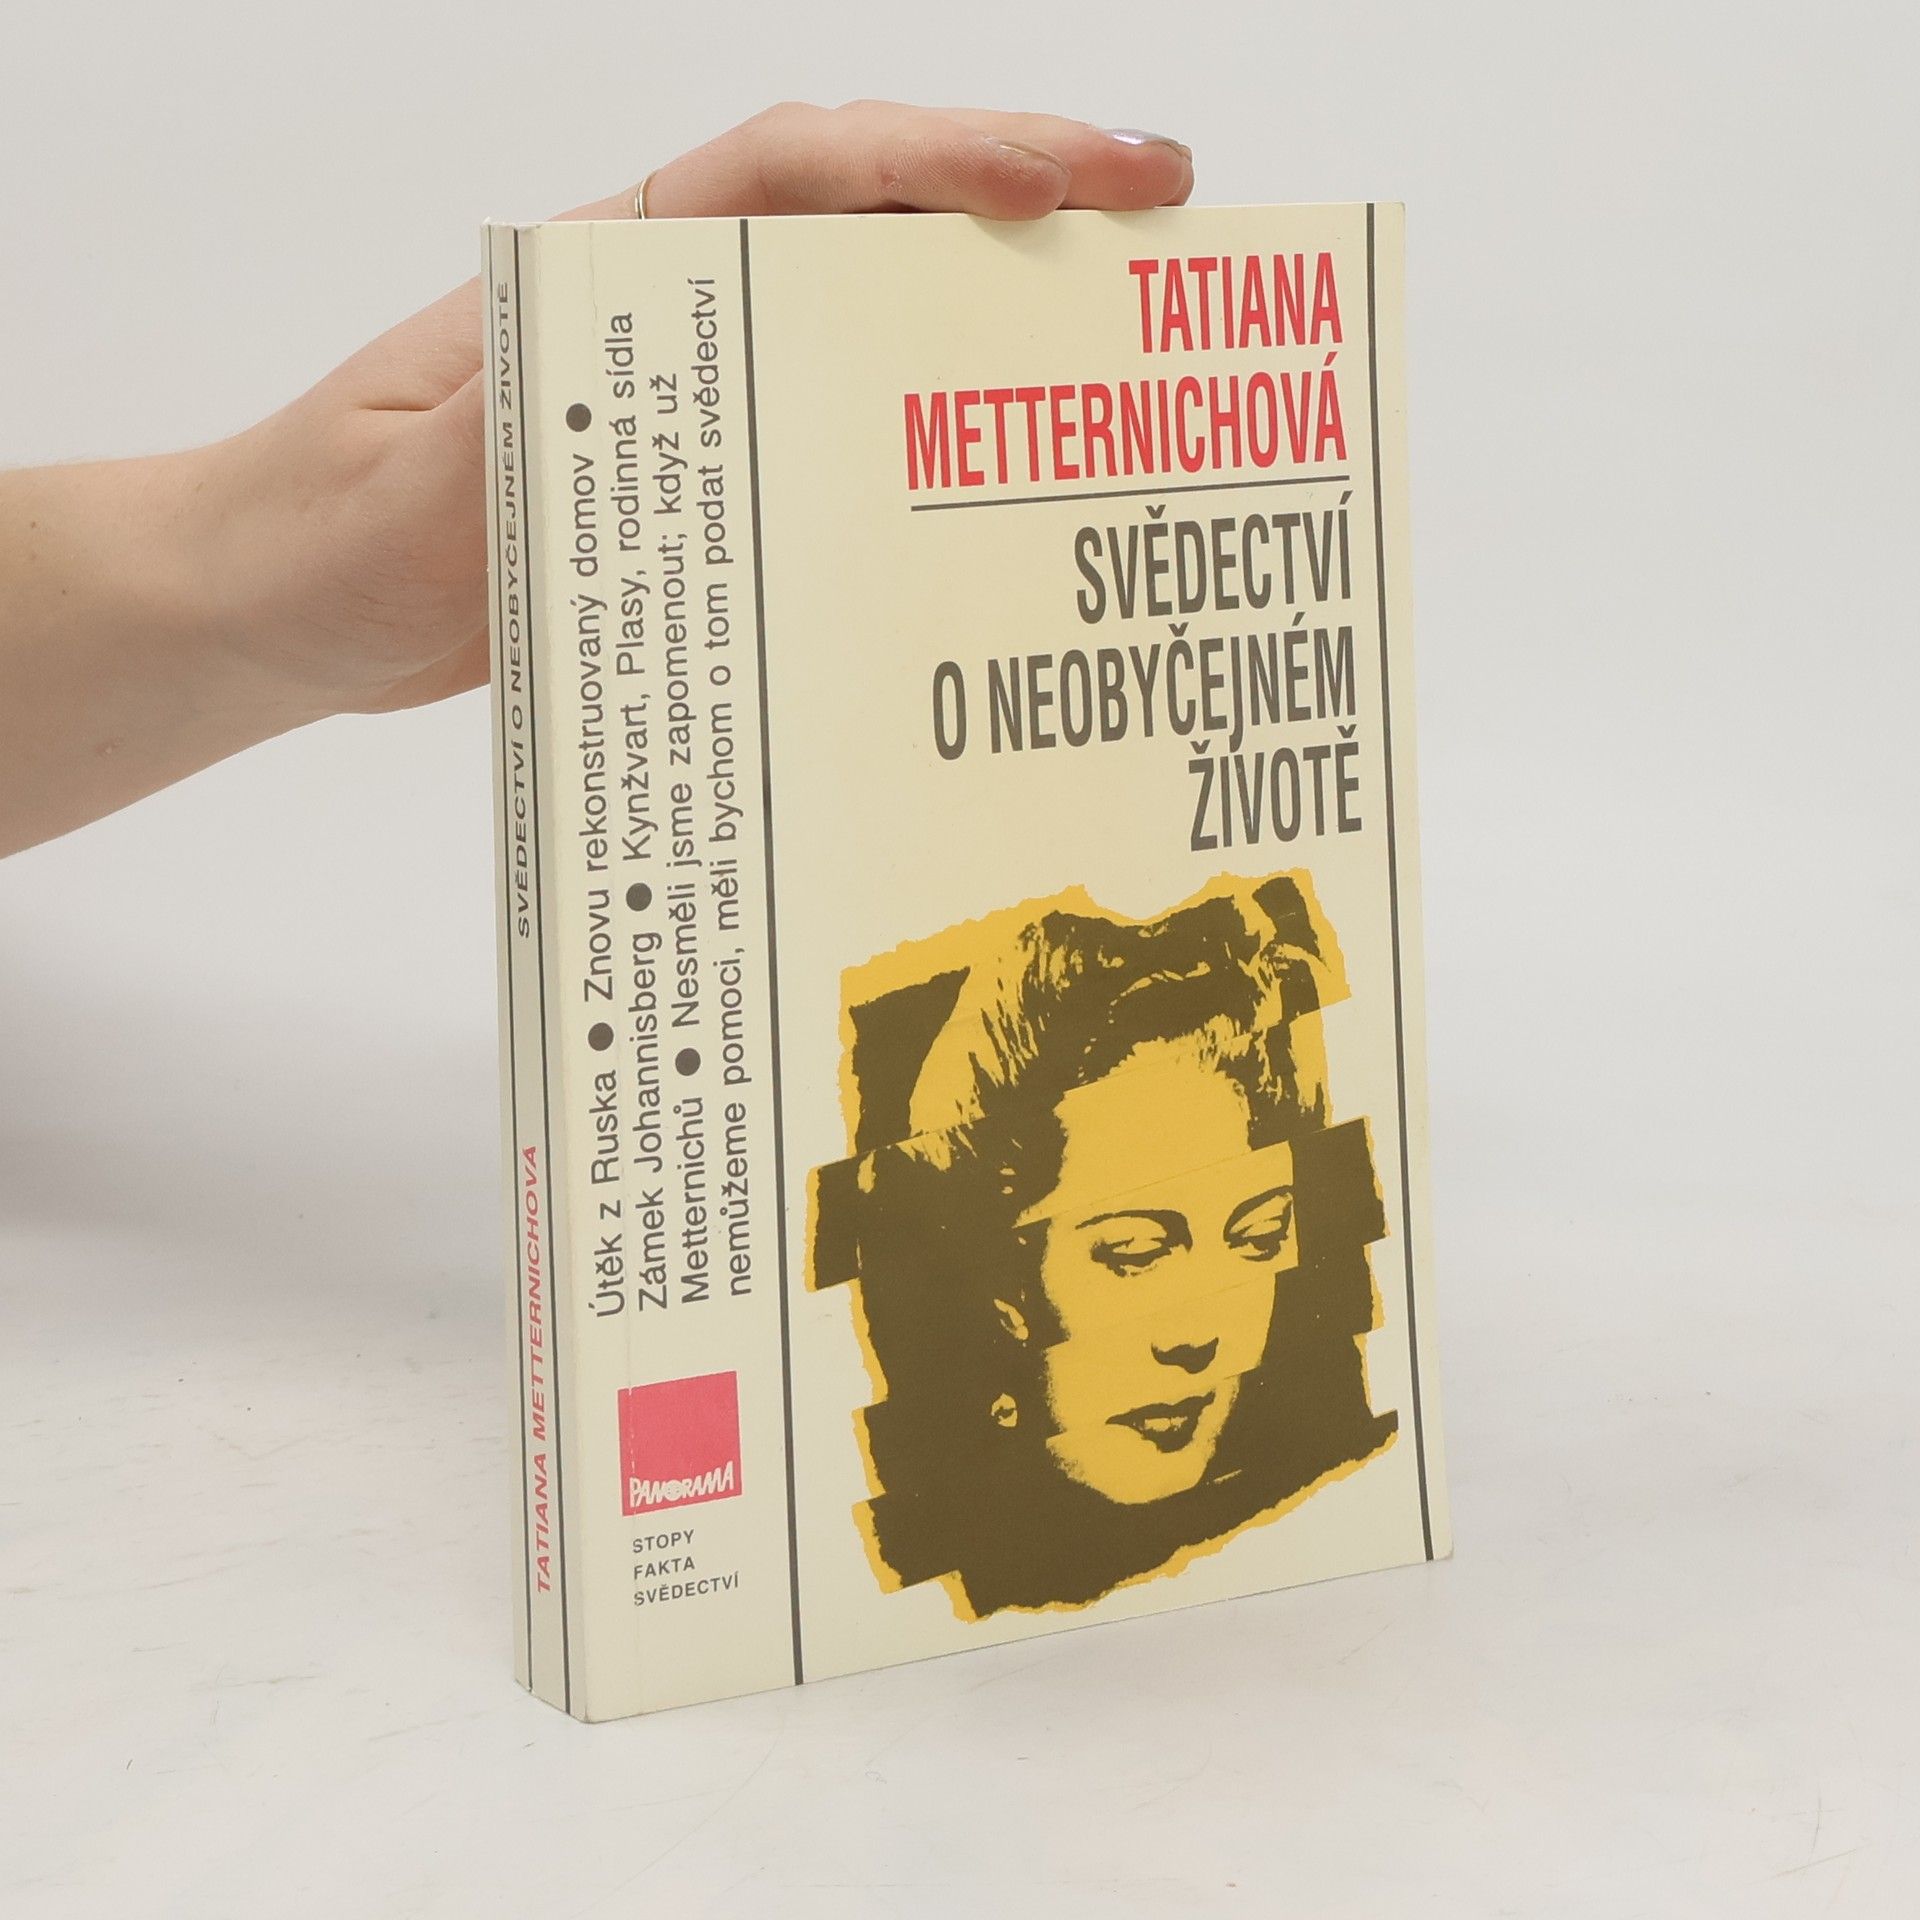 TATIANA METTERNICHOVÁ
SVĚDECTVÍ O NEOBYČEJNÉM ŽIVOTĚ
Útěk z Ruska ● Znovu rekonstruovaný domov ●
Zámek Johannisberg ● Kynžvart, Plasy, rodinná sídla
Metternichů ● Nesměli jsme zapomenout; když už
nemůžeme pomoci, měli bychom o tom podat svědectví
PANORAMA
STOPY
FAKTA
SVĚDECTVÍ
TATIANA
METTERNICHOVÁ
SVĚDECTVÍ
O NEOBYČEJNÉM
ŽIVOTĚ